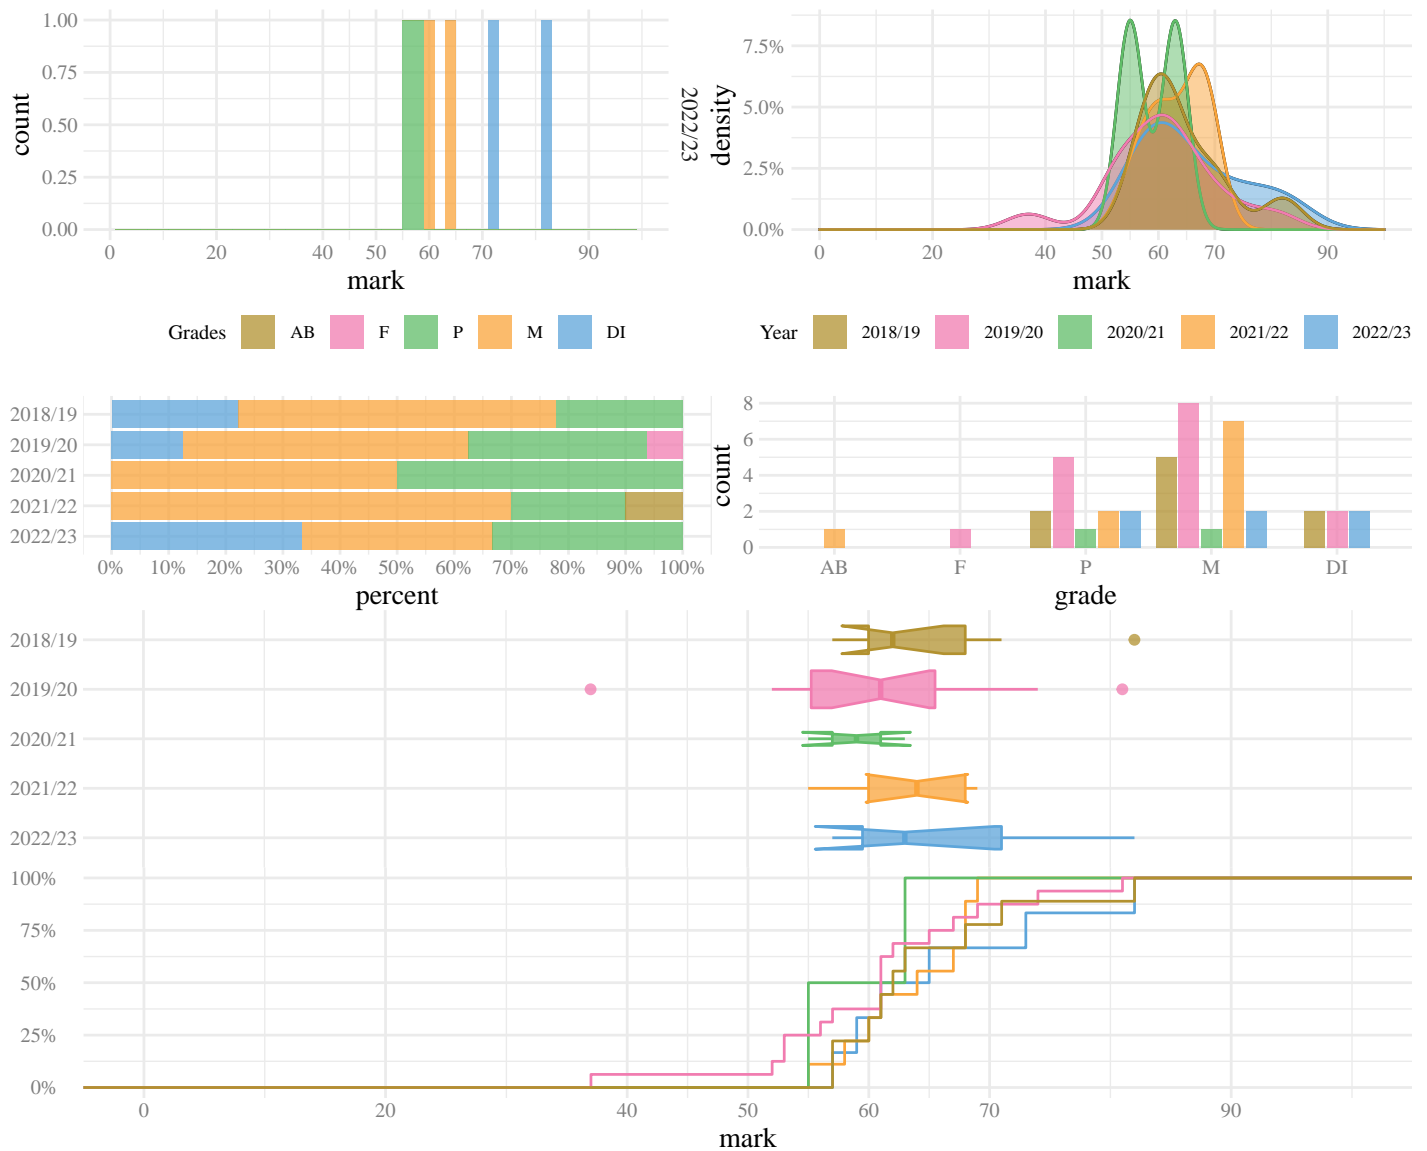 1.00
0.75
0.50
0.25
0.00
count
0 20 40 50 60 70 90
mark
2022/23
7.5%
5.0%
2.5%
0.0%
density
0 20 40 50 60 70 90
mark
Grades AB F P M DI
Year 2018/19 2019/20 2020/21 2021/22 2022/23
2018/19
2019/20
2020/21
2021/22
2022/23
0% 10% 20% 30% 40% 50% 60% 70% 80% 90% 100%
percent
8
6
4
2
0
count
AB F P M DI
grade
2018/19
2019/20
2020/21
2021/22
2022/23
100%
75%
50%
25%
0%
0 20 40 50 60 70 90
mark